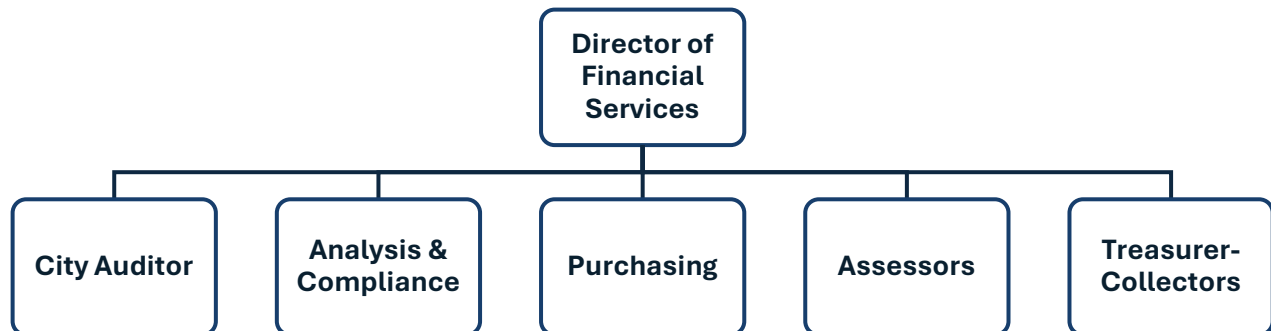 Director of
Financial
Services
City Auditor
Analysis &
Compliance
Purchasing
Assessors
Treasurer-
Collectors